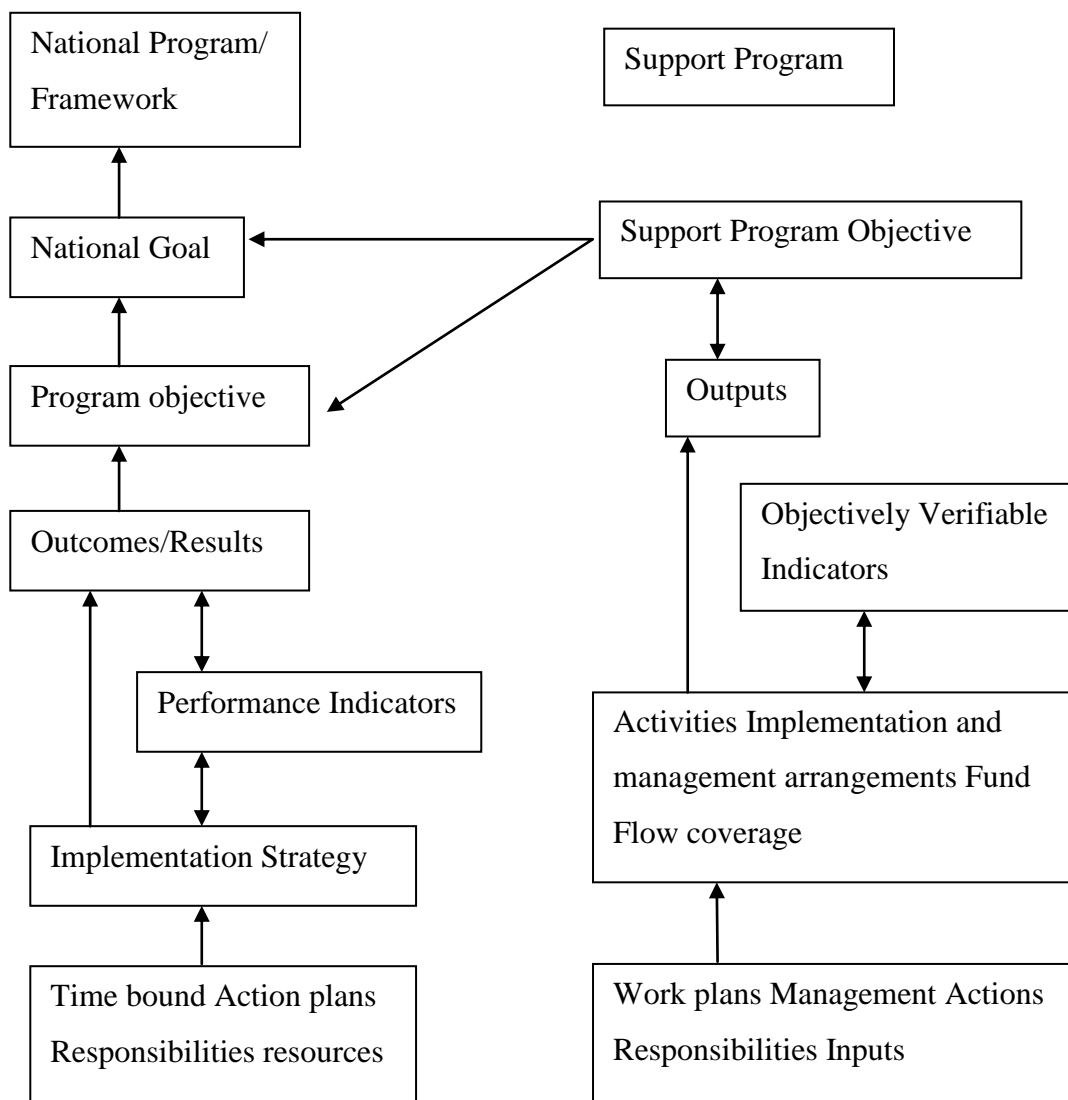 National Program/
Framework
Support Program
National Goal
Support Program Objective
Program objective
Outputs
Outcomes/Results
Objectively Verifiable
Indicators
Performance Indicators
Activities Implementation and
management arrangements Fund
Flow coverage
Implementation Strategy
Time bound Action plans
Responsibilities resources
Work plans Management Actions
Responsibilities Inputs